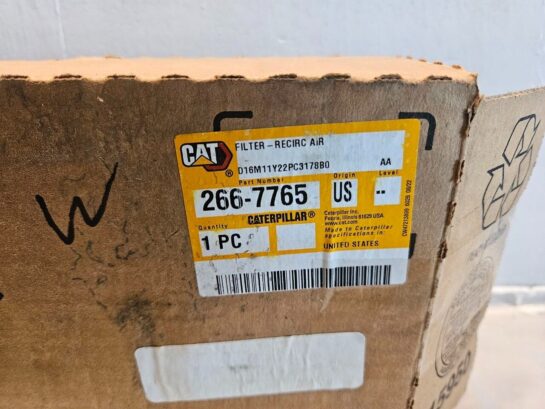 W
CAT
FILTER-RECIRC AIR
D16M11Y22PC3178B0 AA
Part Number Origin Level
266-7765 US --
CATERPILLAR®
1 PC
Caterpillar Inc.
Peoria, Illinois 61629 USA
www.cat.com
Made to Caterpillar
specifications in:
UNITED STATES
5950